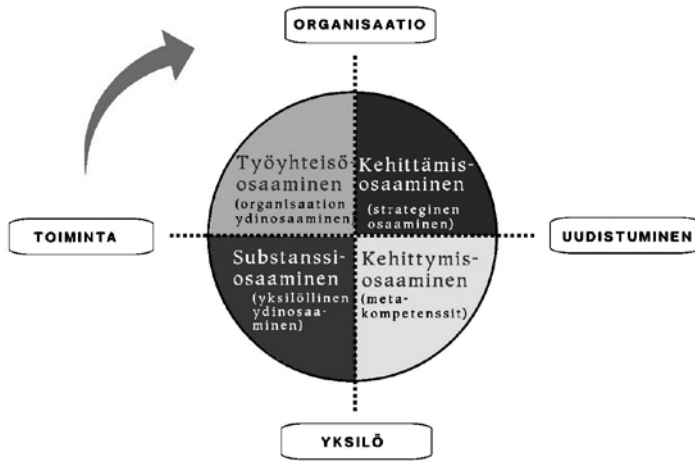 ORGANISAATIO
Työyhteisö-
osaaminen
(organisaation
ydinosaaminen)
Kehittämis-
osaaminen
(strateginen
osaaminen)
TOIMINTA
UUDISTUMINEN
Substanssi-
osaaminen
(yksilöllinen
ydinosaa-
minen)
Kehittymis-
osaaminen
(meta-
kompetenssit)
YKSILÖ